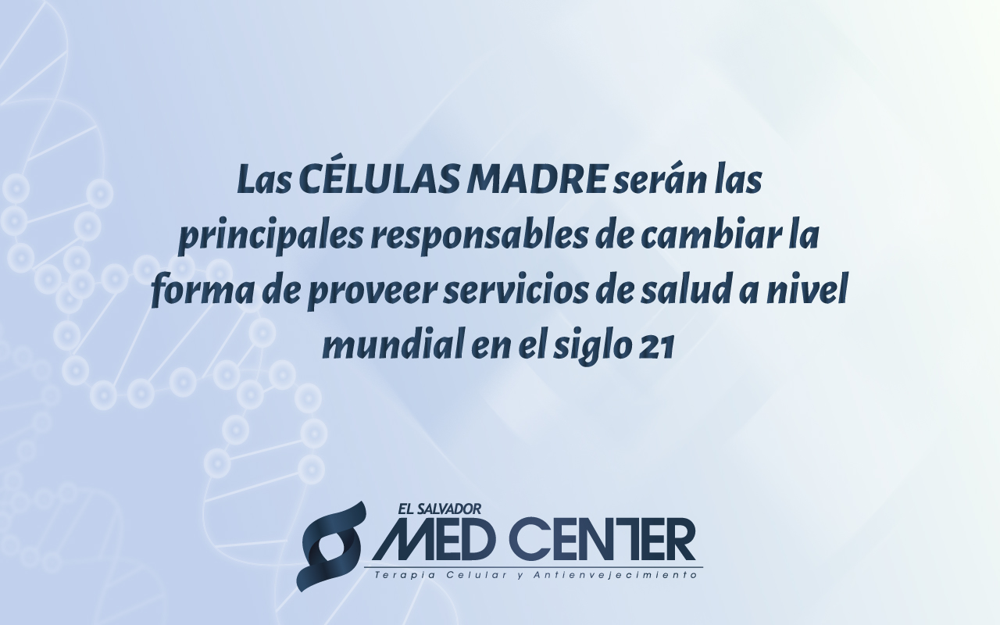 Las CÉLULAS MADRE serán las
principales responsables de cambiar la
forma de proveer servicios de salud a nivel
mundial en el siglo 21
EL SALVADOR
MED CENTER
Terapia Celular y Antienvejecimiento